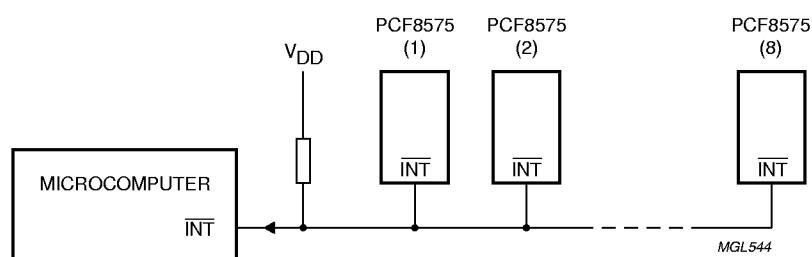 PCF8575 PCF8575 PCF8575
(1) (2) (8)
VDD
INT INT INT
MICROCOMPUTER
INT
MGL544